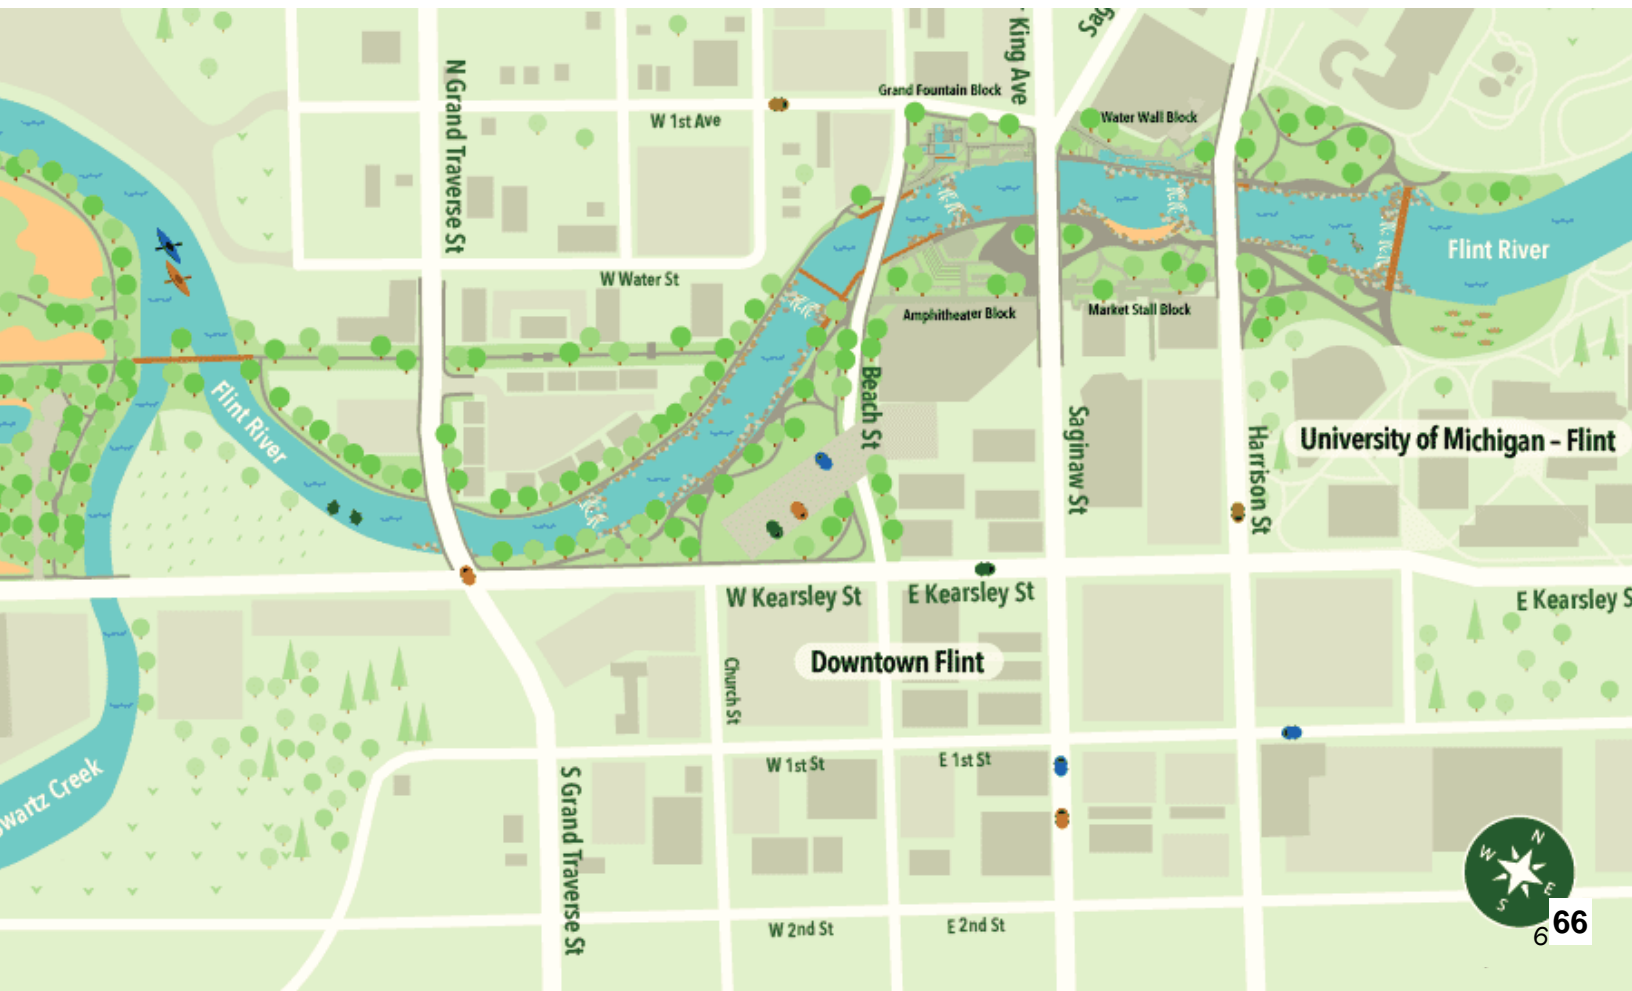 King Ave
Sag
Grand Fountain Block
Water Wall Block
N Grand Traverse St
W 1st Ave
Flint River
W Water St
Amphitheater Block
Market Stall Block
Beach St
Flint River
Saginaw St
Harrison St
University of Michigan - Flint
W Kearsley St
E Kearsley St
E Kearsley S
Downtown Flint
Church St
W 1st St
E 1st St
wartz Creek
S Grand Traverse St
W 2nd St
E 2nd St
N
W
E
S
6
66